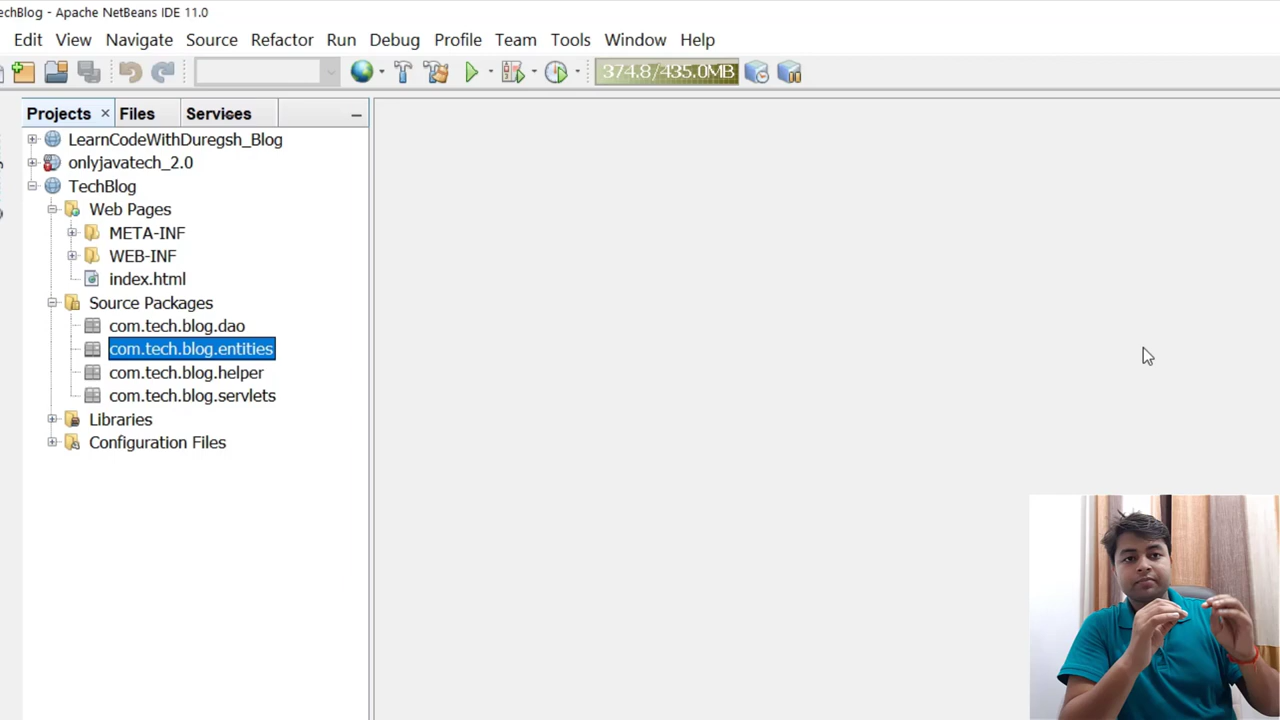 TechBlog - Apache NetBeans IDE 11.0
Edit View Navigate Source Refactor Run Debug Profile Team Tools Window Help
374.8/435.0MB
Projects × Files Services
LearnCodeWithDuregsh_Blog
onlyjavatech_2.0
TechBlog
Web Pages
META-INF
WEB-INF
index.html
Source Packages
com.tech.blog.dao
com.tech.blog.entities
com.tech.blog.helper
com.tech.blog.servlets
Libraries
Configuration Files